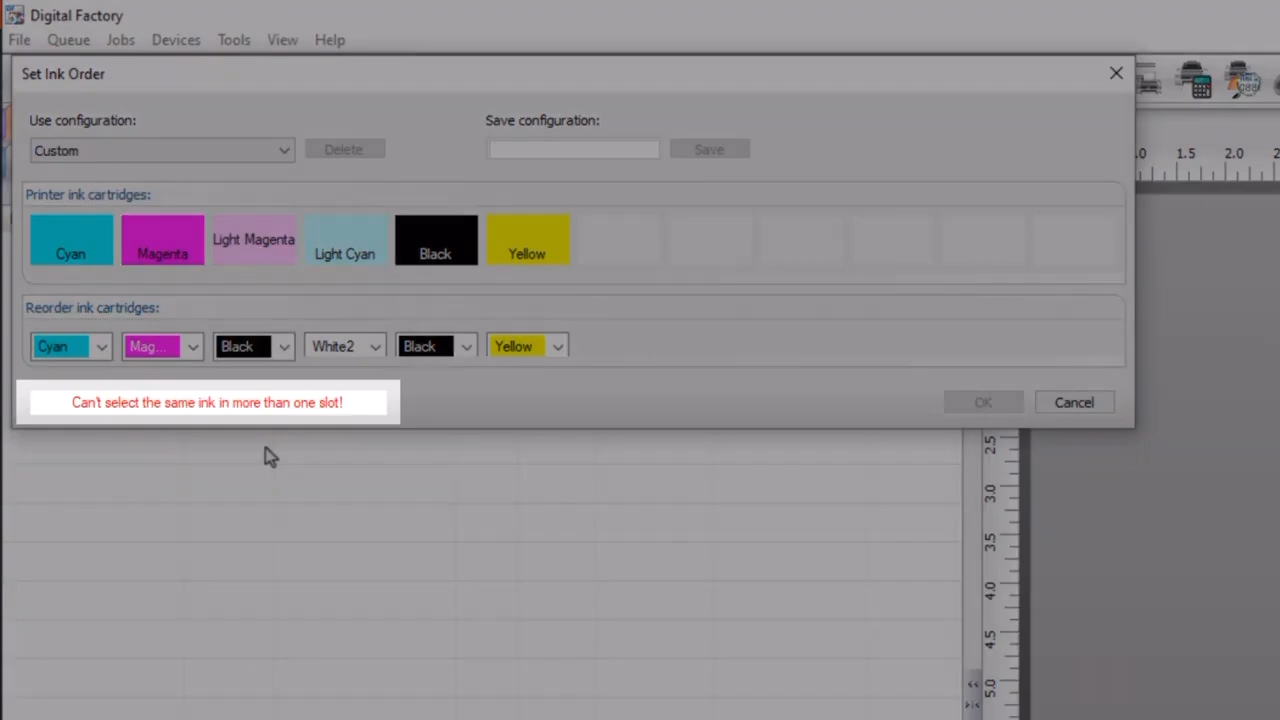 Digital Factory
File Queue Jobs Devices Tools View Help
Set Ink Order
Use configuration: Save configuration:
Custom Delete Save
Printer ink cartridges:
Cyan Magenta Light Magenta Light Cyan Black Yellow
Reorder ink cartridges:
Cyan Mag... Black White2 Black Yellow
Can't select the same ink in more than one slot!
OK Cancel
.0 1.5 2.0 2
2.5
3.0
3.5
4.0
4.5
5.0